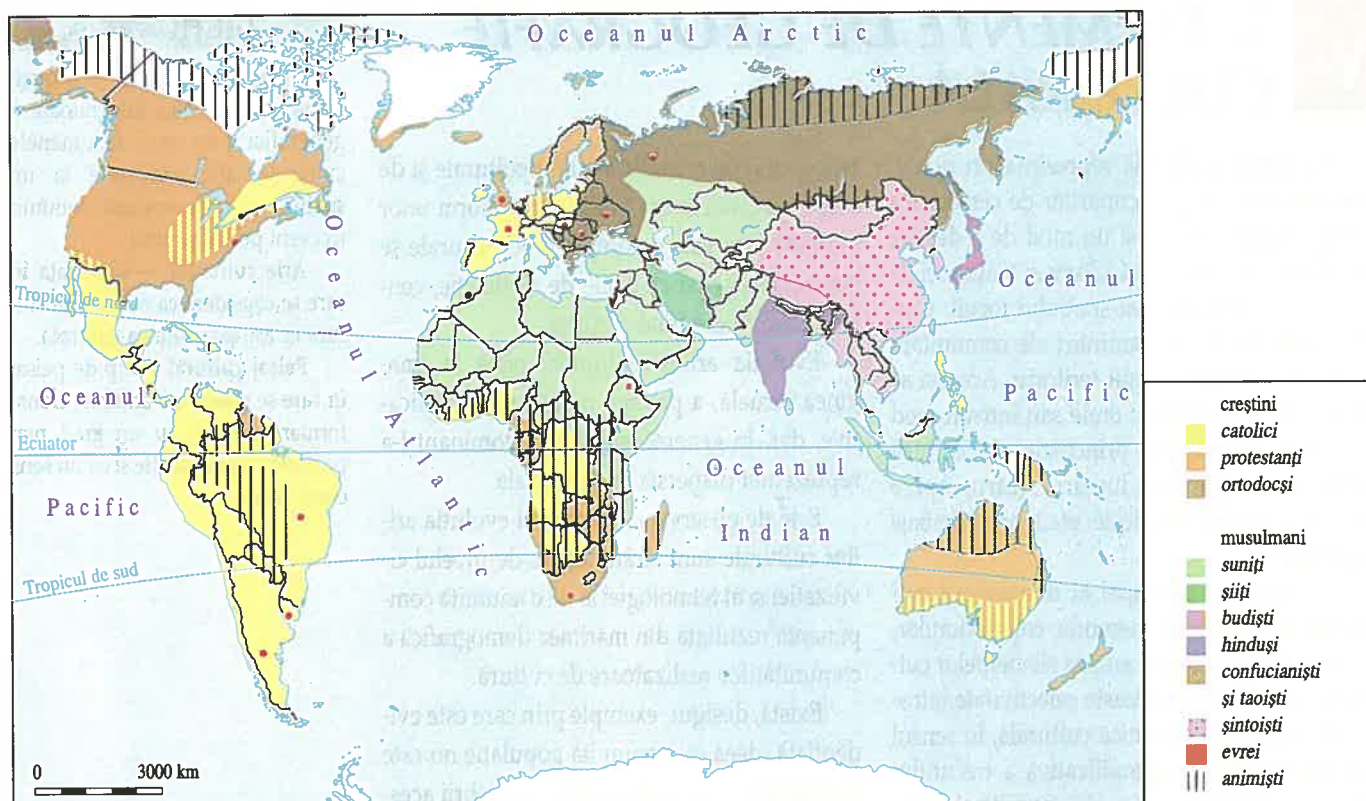 Oceanul Arctic
Oceanul Atlantic
Tropicul de nord
Oceanul
Pacific
Oceanul
Pacific
Ecuator
Oceanul
Indian
Tropicul de sud
0 3000 km
creștini
catolici
protestanți
ortodocși
musulmani
suniți
șiiți
budiști
hinduși
confucianiști
și taoiști
șintoiști
evrei
animiști